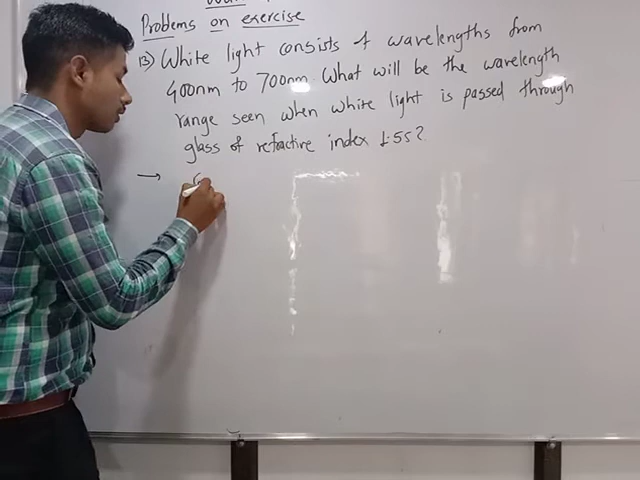 Problems on exercise
13) White light consists of wavelengths from
400nm to 700nm. What will be the wavelength
range seen when white light is passed through
glass of refractive index 1.55?
→